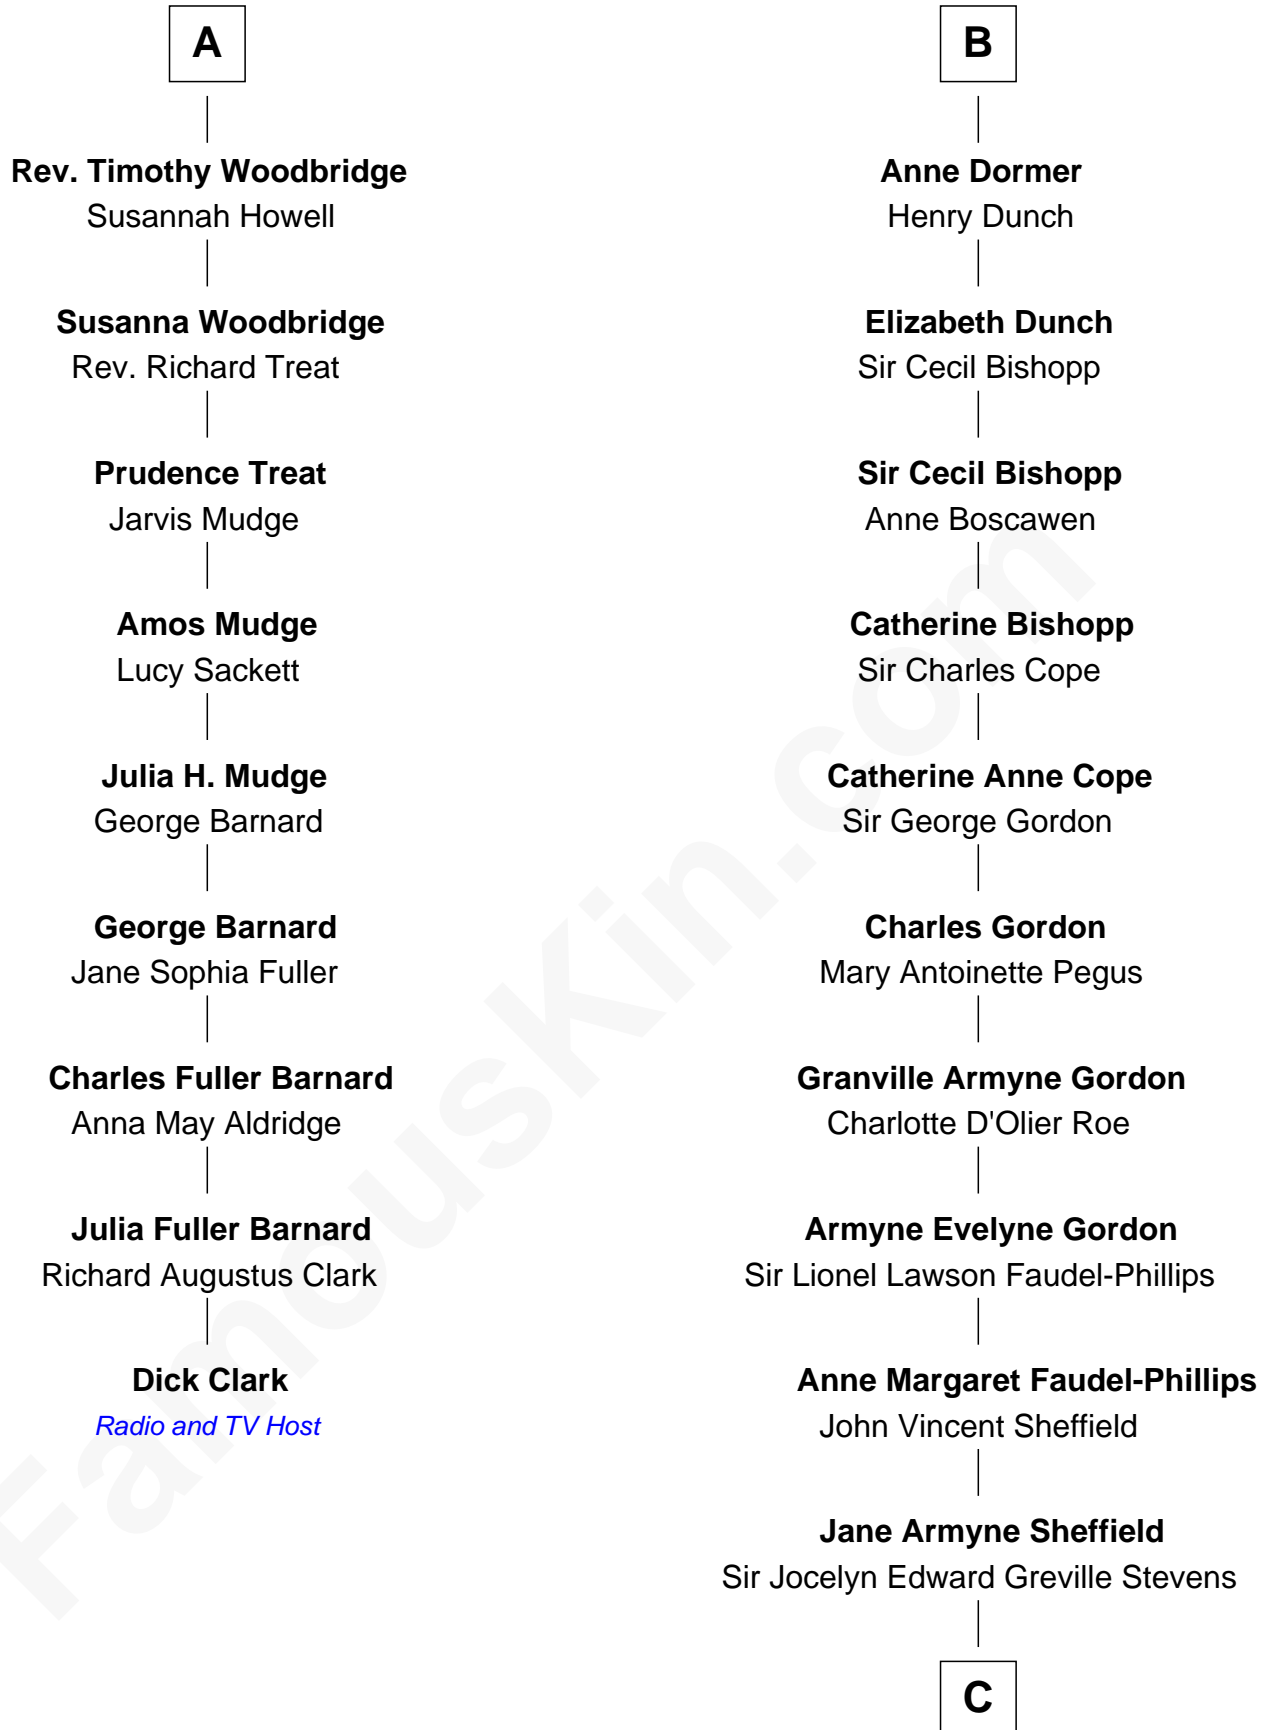 A
Rev. Timothy Woodbridge
Susannah Howell
Susanna Woodbridge
Rev. Richard Treat
Prudence Treat
Jarvis Mudge
Amos Mudge
Lucy Sackett
Julia H. Mudge
George Barnard
George Barnard
Jane Sophia Fuller
Charles Fuller Barnard
Anna May Aldridge
Julia Fuller Barnard
Richard Augustus Clark
Dick Clark
Radio and TV Host
B
Anne Dormer
Henry Dunch
Elizabeth Dunch
Sir Cecil Bishopp
Sir Cecil Bishopp
Anne Boscawen
Catherine Bishopp
Sir Charles Cope
Catherine Anne Cope
Sir George Gordon
Charles Gordon
Mary Antoinette Pegus
Granville Armyne Gordon
Charlotte D'Olier Roe
Armyne Evelyne Gordon
Sir Lionel Lawson Faudel-Phillips
Anne Margaret Faudel-Phillips
John Vincent Sheffield
Jane Armyne Sheffield
Sir Jocelyn Edward Greville Stevens
C
FamousKin.com